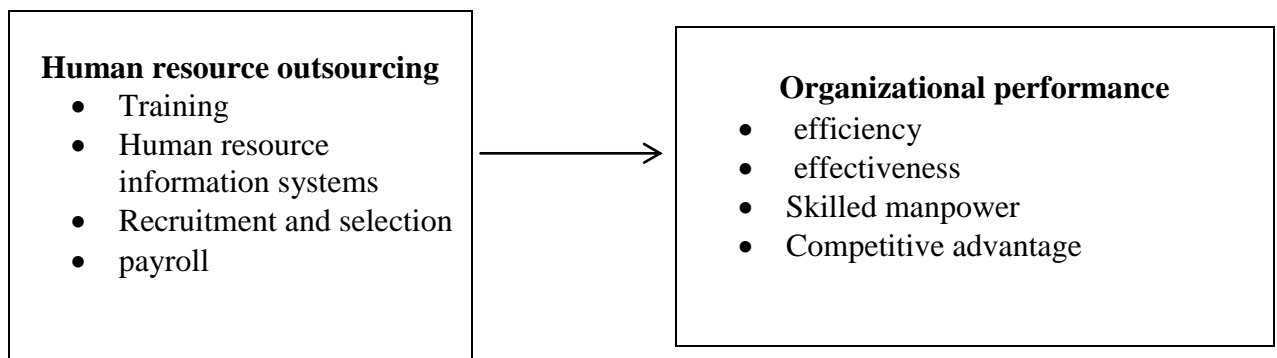 Human resource outsourcing
• Training
• Human resource
information systems
• Recruitment and selection
• payroll
Organizational performance
• efficiency
• effectiveness
• Skilled manpower
• Competitive advantage